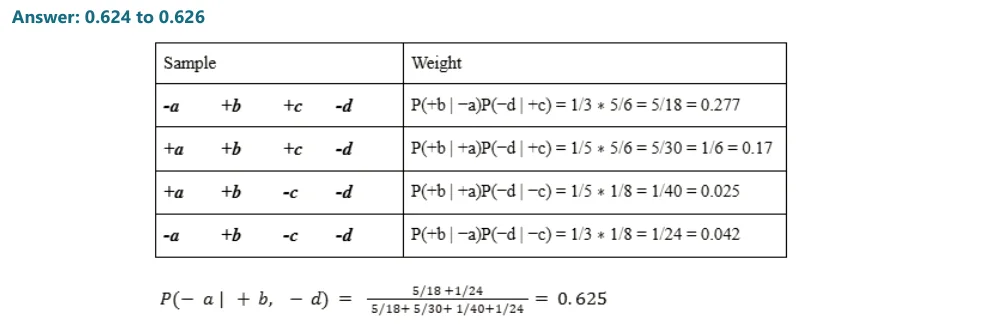 Answer: 0.624 to 0.626
Sample Weight
-a +b +c -d P(+b | −a)P(−d | +c) = 1/3 * 5/6 = 5/18 = 0.277
+a +b +c -d P(+b | +a)P(−d | +c) = 1/5 * 5/6 = 5/30 = 1/6 = 0.17
+a +b -c -d P(+b | +a)P(−d | −c) = 1/5 * 1/8 = 1/40 = 0.025
-a +b -c -d P(+b | −a)P(−d | −c) = 1/3 * 1/8 = 1/24 = 0.042
5/18 +1/24
P(− a | + b, − d) = = 0.625
5/18+ 5/30+ 1/40+1/24